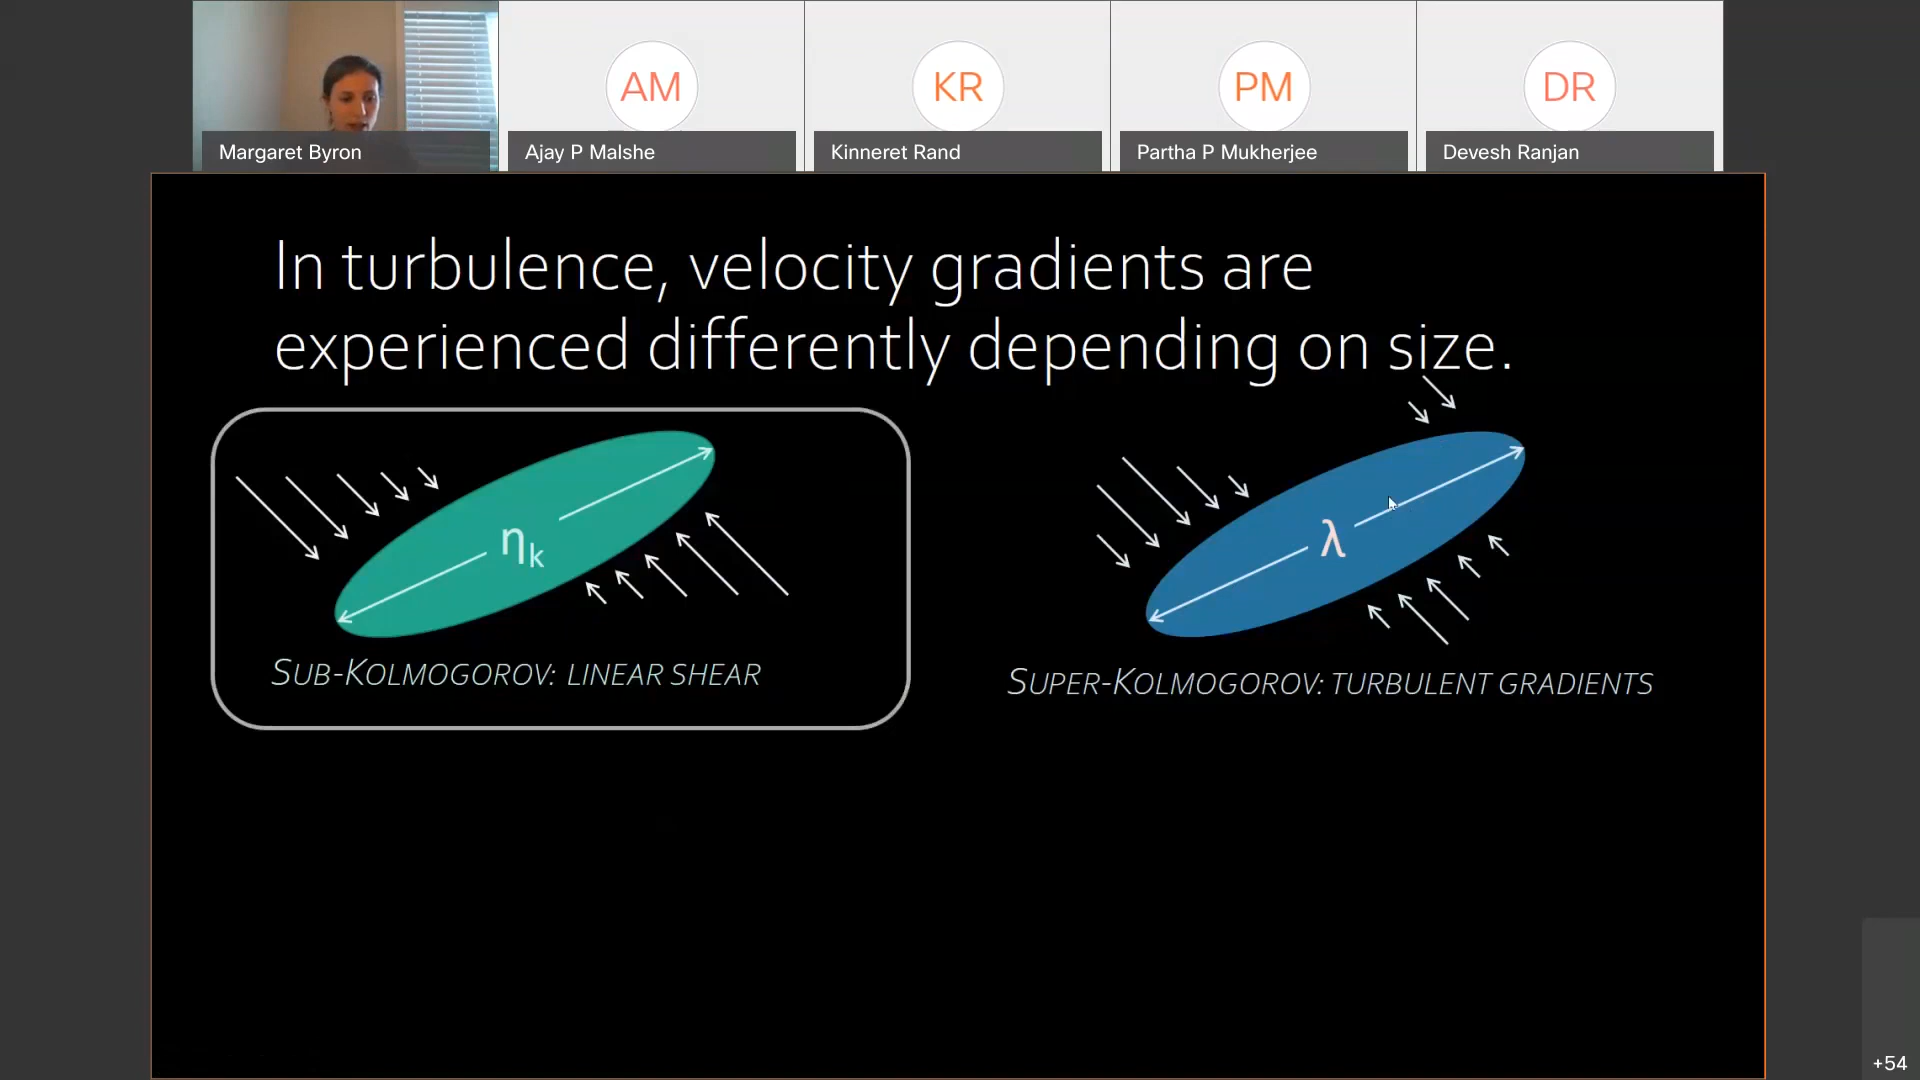 AM
KR
PM
DR
Margaret Byron
Ajay P Malshe
Kinneret Rand
Partha P Mukherjee
Devesh Ranjan
In turbulence, velocity gradients are
experienced differently depending on size.
ηk
λ
SUB-KOLMOGOROV: LINEAR SHEAR
SUPER-KOLMOGOROV: TURBULENT GRADIENTS
+54